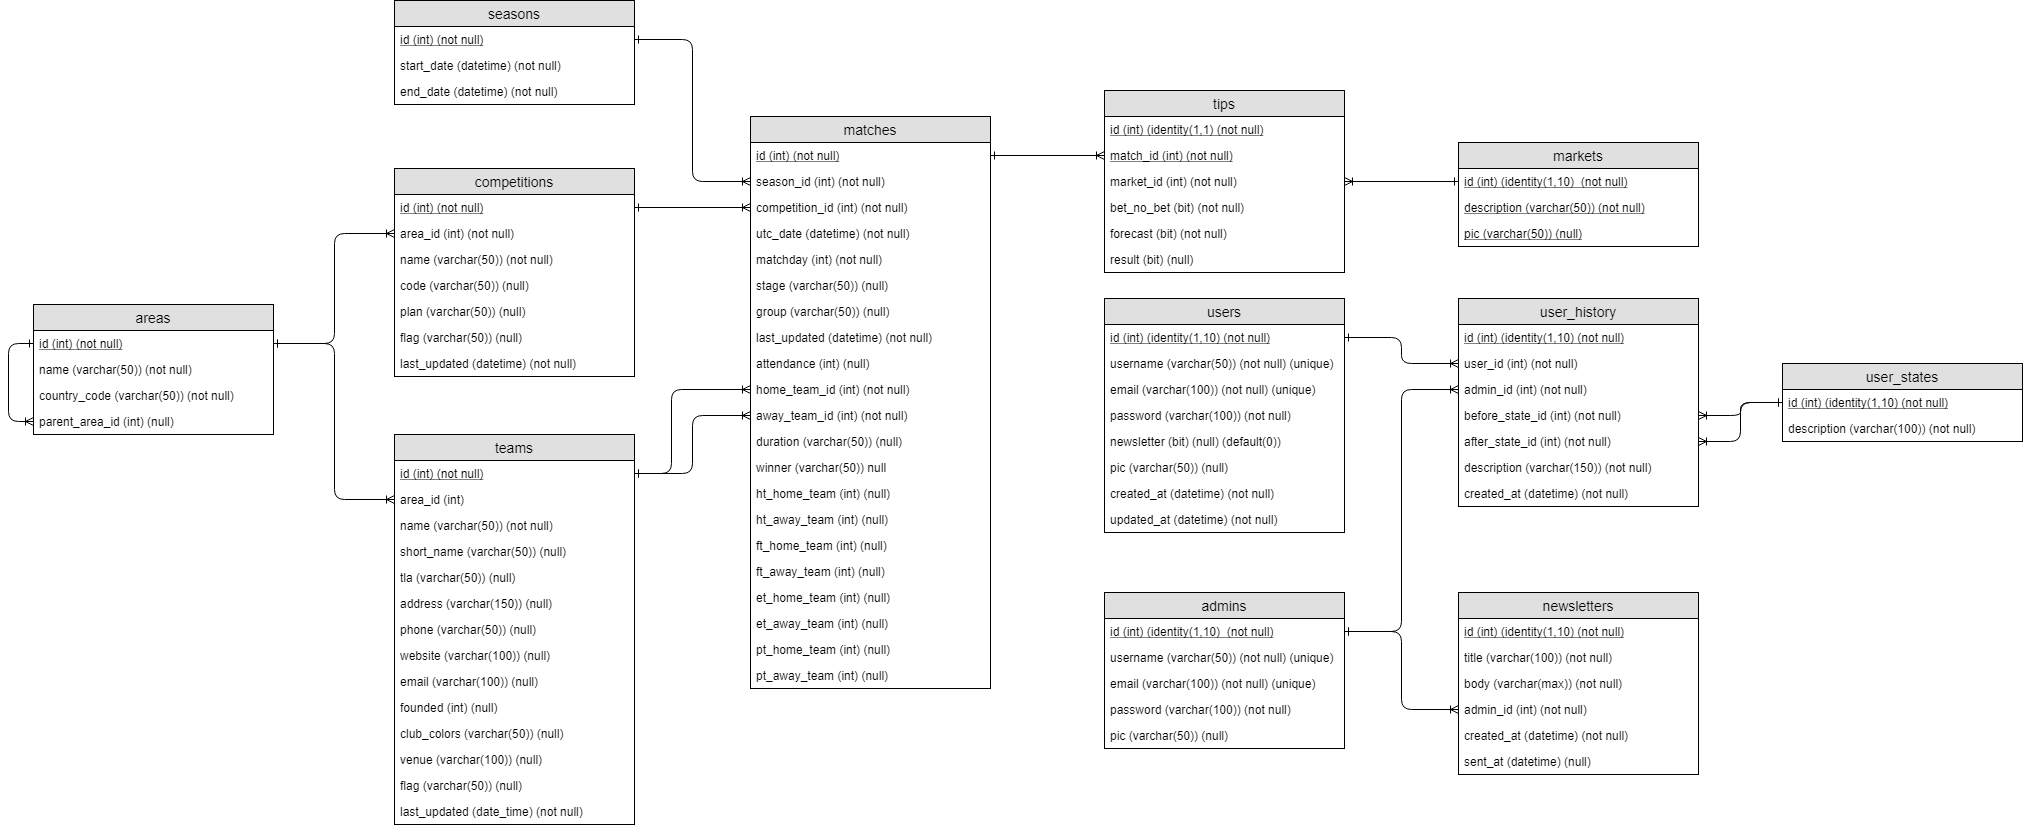 seasons
id (int) (not null)
start_date (datetime) (not null)
end_date (datetime) (not null)
competitions
id (int) (not null)
area_id (int) (not null)
name (varchar(50)) (not null)
code (varchar(50)) (null)
plan (varchar(50)) (null)
flag (varchar(50)) (null)
last_updated (datetime) (not null)
areas
id (int) (not null)
name (varchar(50)) (not null)
country_code (varchar(50)) (not null)
parent_area_id (int) (null)
teams
id (int) (not null)
area_id (int)
name (varchar(50)) (not null)
short_name (varchar(50)) (null)
tla (varchar(50)) (null)
address (varchar(150)) (null)
phone (varchar(50)) (null)
website (varchar(100)) (null)
email (varchar(100)) (null)
founded (int) (null)
club_colors (varchar(50)) (null)
venue (varchar(100)) (null)
flag (varchar(50)) (null)
last_updated (date_time) (not null)
matches
id (int) (not null)
season_id (int) (not null)
competition_id (int) (not null)
utc_date (datetime) (not null)
matchday (int) (not null)
stage (varchar(50)) (null)
group (varchar(50)) (null)
last_updated (datetime) (not null)
attendance (int) (null)
home_team_id (int) (not null)
away_team_id (int) (not null)
duration (varchar(50)) (null)
winner (varchar(50)) null
ht_home_team (int) (null)
ht_away_team (int) (null)
ft_home_team (int) (null)
ft_away_team (int) (null)
et_home_team (int) (null)
et_away_team (int) (null)
pt_home_team (int) (null)
pt_away_team (int) (null)
tips
id (int) (identity(1,1) (not null)
match_id (int) (not null)
market_id (int) (not null)
bet_no_bet (bit) (not null)
forecast (bit) (not null)
result (bit) (null)
markets
id (int) (identity(1,10)  (not null)
description (varchar(50)) (not null)
pic (varchar(50)) (null)
users
id (int) (identity(1,10) (not null)
username (varchar(50)) (not null) (unique)
email (varchar(100)) (not null) (unique)
password (varchar(100)) (not null)
newsletter (bit) (null) (default(0))
pic (varchar(50)) (null)
created_at (datetime) (not null)
updated_at (datetime) (not null)
user_history
id (int) (identity(1,10) (not null)
user_id (int) (not null)
admin_id (int) (not null)
before_state_id (int) (not null)
after_state_id (int) (not null)
description (varchar(150)) (not null)
created_at (datetime) (not null)
user_states
id (int) (identity(1,10) (not null)
description (varchar(100)) (not null)
admins
id (int) (identity(1,10)  (not null)
username (varchar(50)) (not null) (unique)
email (varchar(100)) (not null) (unique)
password (varchar(100)) (not null)
pic (varchar(50)) (null)
newsletters
id (int) (identity(1,10) (not null)
title (varchar(100)) (not null)
body (varchar(max)) (not null)
admin_id (int) (not null)
created_at (datetime) (not null)
sent_at (datetime) (null)